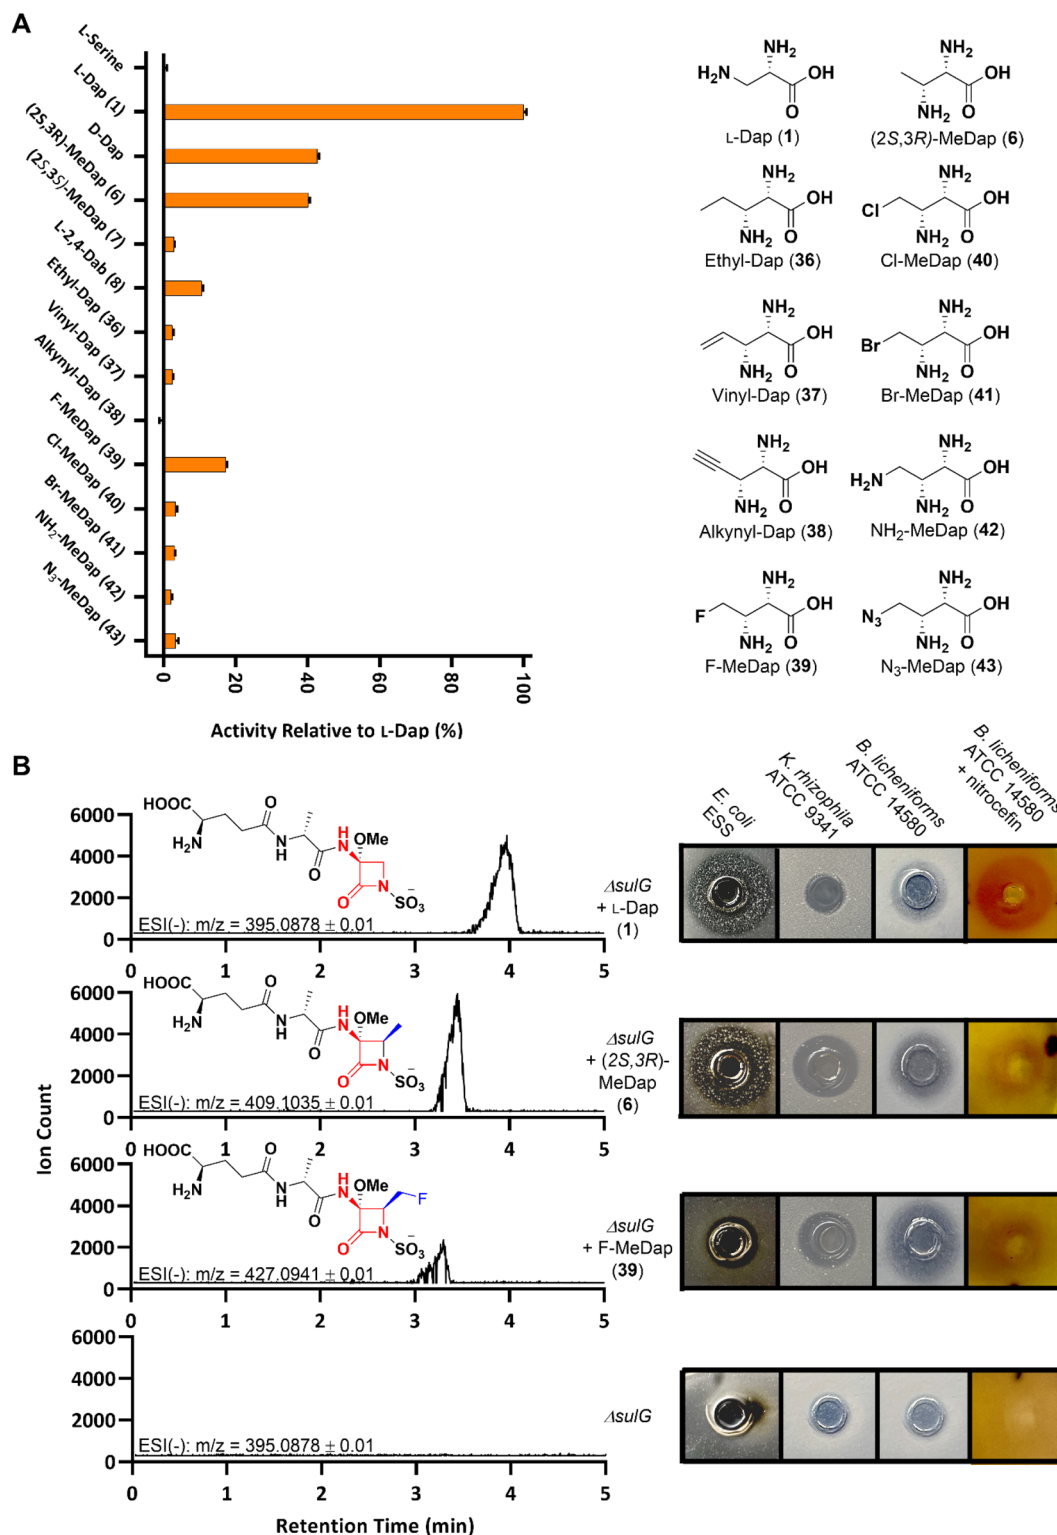 A
L-Serine
L-Dap (1)
D-Dap
(2S,3R)-MeDap (6)
(2S,3S)-MeDap (7)
L-2,4-Dab (8)
Ethyl-Dap (36)
Vinyl-Dap (37)
Alkynyl-Dap (38)
F-MeDap (39)
Cl-MeDap (40)
Br-MeDap (41)
NH2-MeDap (42)
N3-MeDap (43)
0 20 40 60 80 100
Activity Relative to L-Dap (%)
NH2
H2N OH
O
L-Dap (1)
NH2
OH
NH2 O
(2S,3R)-MeDap (6)
NH2
OH
NH2 O
Ethyl-Dap (36)
NH2
Cl OH
NH2 O
Cl-MeDap (40)
NH2
OH
NH2 O
Vinyl-Dap (37)
NH2
Br OH
NH2 O
Br-MeDap (41)
NH2
OH
NH2 O
Alkynyl-Dap (38)
NH2
H2N OH
NH2 O
NH2-MeDap (42)
NH2
F OH
NH2 O
F-MeDap (39)
NH2
N3 OH
NH2 O
N3-MeDap (43)
B
E. coli
ESS
K. rhizophila
ATCC 9341
B. licheniforms
ATCC 14580
B. licheniforms
ATCC 14580
+ nitrocefin
Ion Count
6000
4000
2000
0
HOOC O H OMe
H2N N H O N O N SO3 −
ESI(-): m/z = 395.0878 ± 0.01
0 1 2 3 4 5
ΔsulG
+ L-Dap
(1)
6000
4000
2000
0
HOOC O H OMe
H2N N H O N O N SO3 −
ESI(-): m/z = 409.1035 ± 0.01
0 1 2 3 4 5
ΔsulG
+ (2S,3R)-
MeDap
(6)
6000
4000
2000
0
HOOC O H OMe F
H2N N H O N O N SO3 −
ESI(-): m/z = 427.0941 ± 0.01
0 1 2 3 4 5
ΔsulG
+ F-MeDap
(39)
6000
4000
2000
0
ESI(-): m/z = 395.0878 ± 0.01
0 1 2 3 4 5
ΔsulG
Retention Time (min)